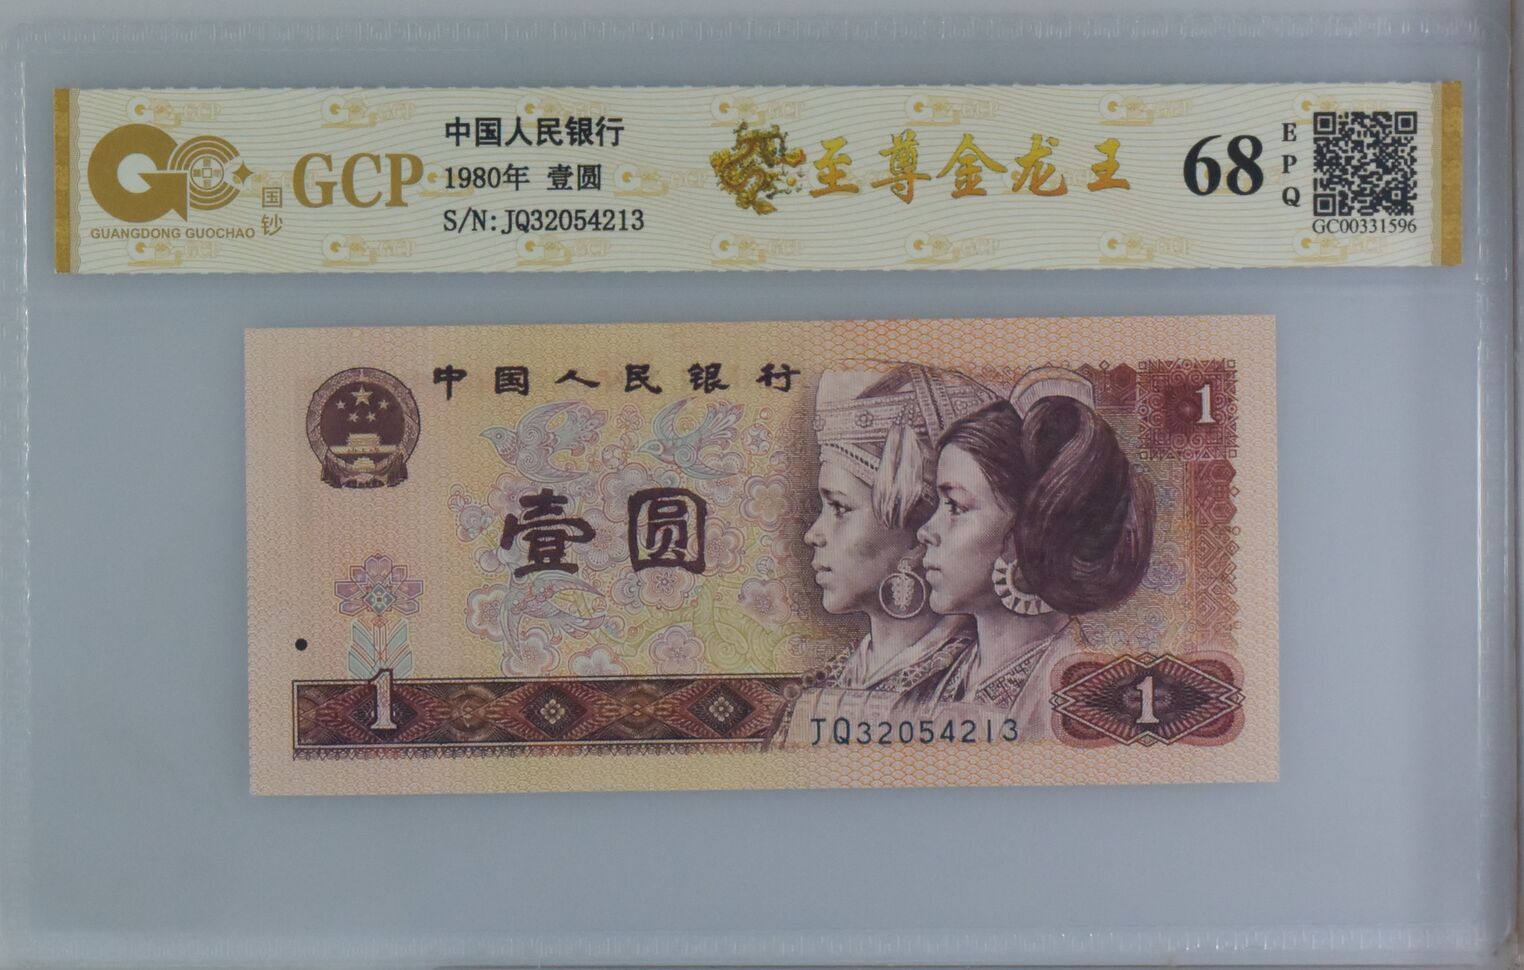 GUANGDONG GUOCHAO
国钞
GCP
中国人民银行
1980年 壹圆
S/N:JQ32054213
至尊金龙王
68
EPQ
GC00331596
中国人民银行
1
壹圆
1
JQ32054213
1